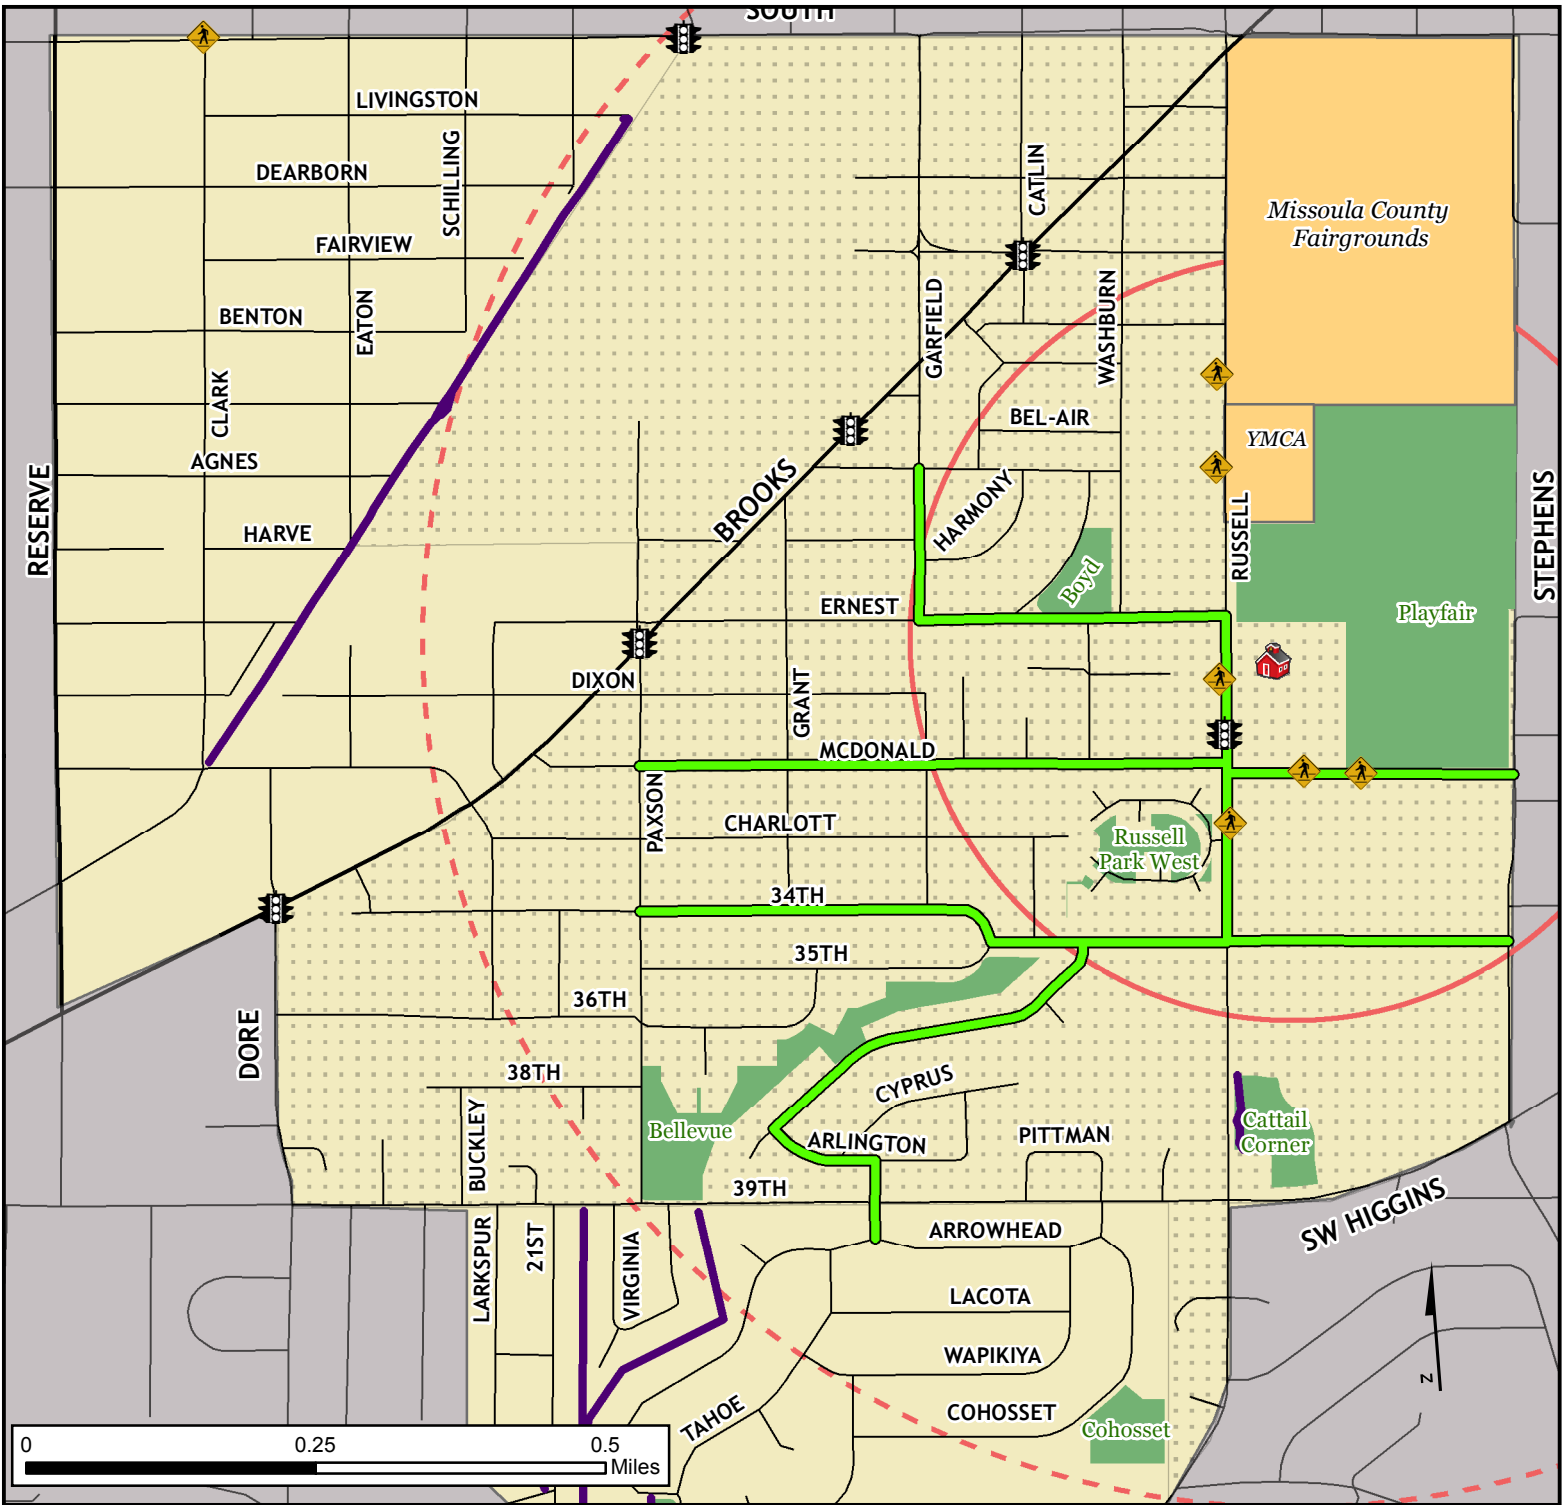 SOUTH
LIVINGSTON
DEARBORN
SCHILLING
FAIRVIEW
BENTON
EATON
CLARK
AGNES
HARVE
RESERVE
CATLIN
Missoula County
Fairgrounds
GARFIELD
WASHBURN
BEL-AIR
YMCA
BROOKS
HARMONY
RUSSELL
STEPHENS
Boyd
ERNEST
Playfair
DIXON
GRANT
MCDONALD
PAXSON
CHARLOTT
Russell
Park West
34TH
35TH
36TH
DORE
38TH
CYPRUS
BUCKLEY
Bellevue
ARLINGTON
PITTMAN
Cattail
Corner
39TH
SW HIGGINS
LARKSPUR
21ST
VIRGINIA
ARROWHEAD
LACOTA
WAPIKIYA
TAHOE
COHOSSET
Cohosset
N
0 0.25 0.5
Miles